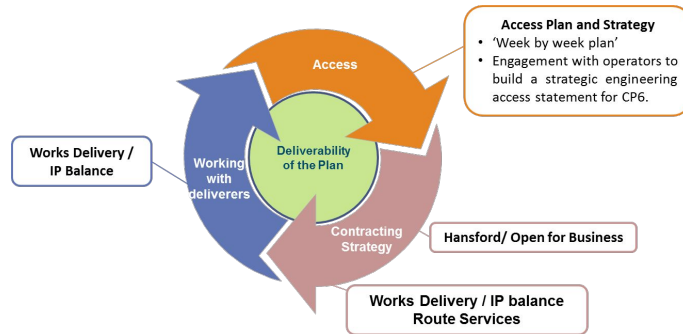 Access Plan and Strategy
• ‘Week by week plan’
• Engagement with operators to
build a strategic engineering
access statement for CP6.
Access
Deliverability
of the Plan
Works Delivery /
IP Balance
Working
with
deliverers
Contracting
Strategy
Hansford/ Open for Business
Works Delivery / IP balance
Route Services